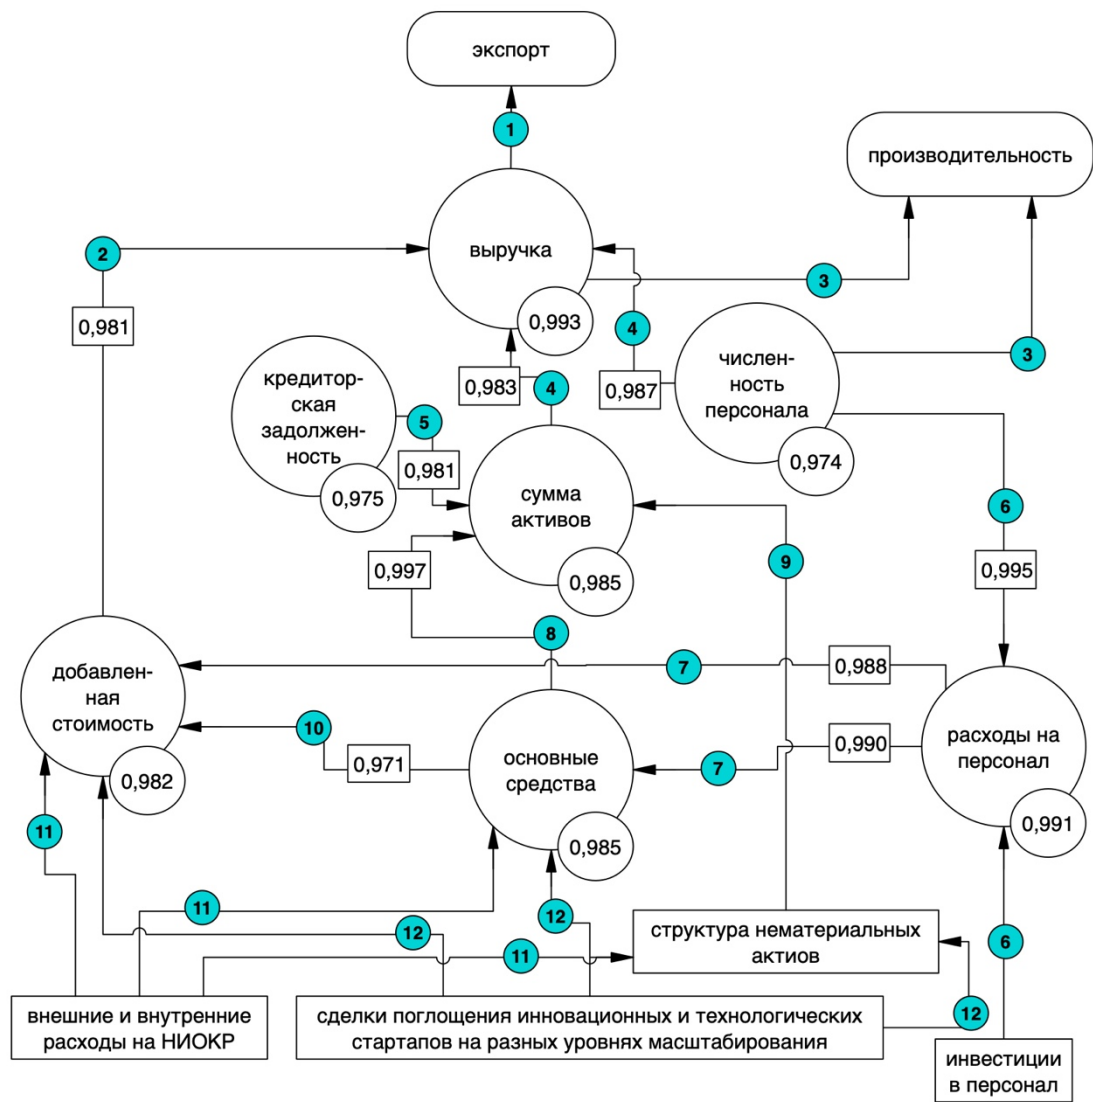 экспорт
1
производительность
2
выручка
3
0,993
0,981
4
3
числен-
ность
персонала
0,974
0,983
4
0,987
кредитор-
ская
задолжен-
ность
0,975
5
0,981
сумма
активов
0,985
6
0,995
9
0,997
8
добавлен-
ная
стоимость
0,982
7
0,988
10
0,971
основные
средства
0,985
7
0,990
расходы на
персонал
0,991
11
11
12
12
11
структура нематериальных
актиов
6
12
внешние и внутренние
расходы на НИОКР
сделки поглощения инновационных и технологических
стартапов на разных уровнях масштабирования
инвестиции
в персонал